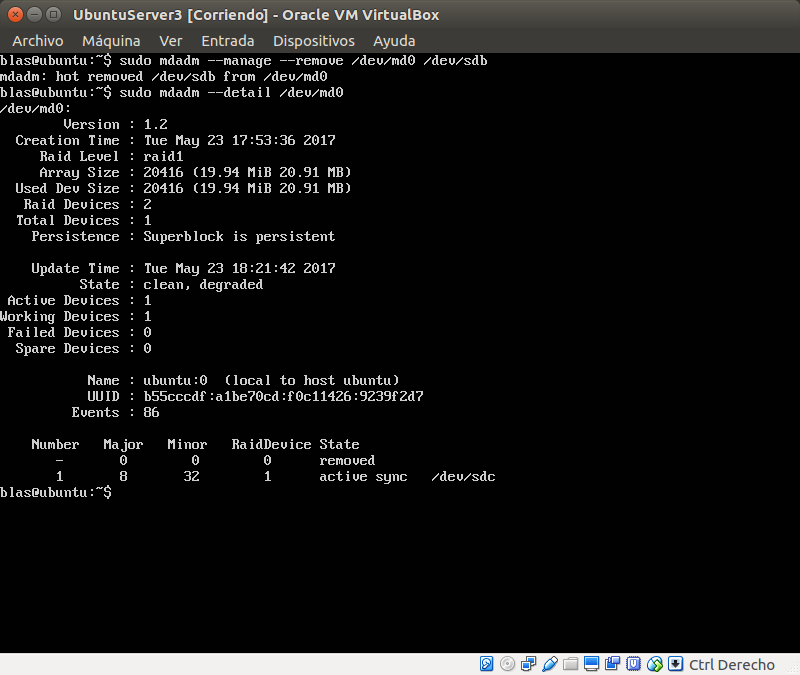 UbuntuServer3 [Corriendo] - Oracle VM VirtualBox
Archivo Máquina Ver Entrada Dispositivos Ayuda
blas@ubuntu:~$ sudo mdadm --manage --remove /dev/md0 /dev/sdb
mdadm: hot removed /dev/sdb from /dev/md0
blas@ubuntu:~$ sudo mdadm --detail /dev/md0
/dev/md0:
Version : 1.2
Creation Time : Tue May 23 17:53:36 2017
Raid Level : raid1
Array Size : 20416 (19.94 MiB 20.91 MB)
Used Dev Size : 20416 (19.94 MiB 20.91 MB)
Raid Devices : 2
Total Devices : 1
Persistence : Superblock is persistent
Update Time : Tue May 23 18:21:42 2017
State : clean, degraded
Active Devices : 1
Working Devices : 1
Failed Devices : 0
Spare Devices : 0
Name : ubuntu:0 (local to host ubuntu)
UUID : b55cccdf:a1be70cd:f0c11426:9239f2d7
Events : 86
Number Major Minor RaidDevice State
- 0 0 0 removed
1 8 32 1 active sync /dev/sdc
blas@ubuntu:~$
Ctrl Derecho